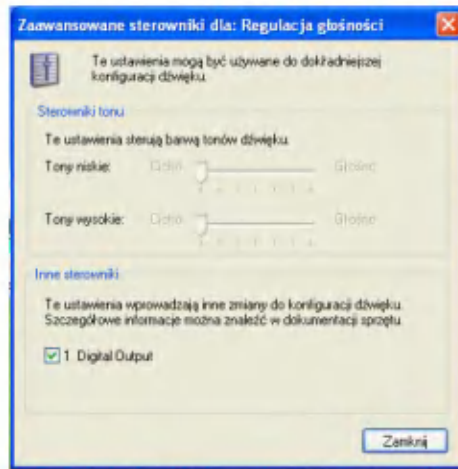 Zaawansowane sterowniki dla: Regulacja głośności
Te ustawienia mogą być używane do dokładniejszej
konfiguracji dźwięku.
Sterowniki tonu
Te ustawienia sterują barwą tonów dźwięku.
Tony niskie: Cicho Głośno
Tony wysokie: Cicho Głośno
Inne sterowniki
Te ustawienia wprowadzają inne zmiany do konfiguracji dźwięku.
Szczegółowe informacje można znaleźć w dokumentacji sprzętu.
1 Digital Output
Zamknij